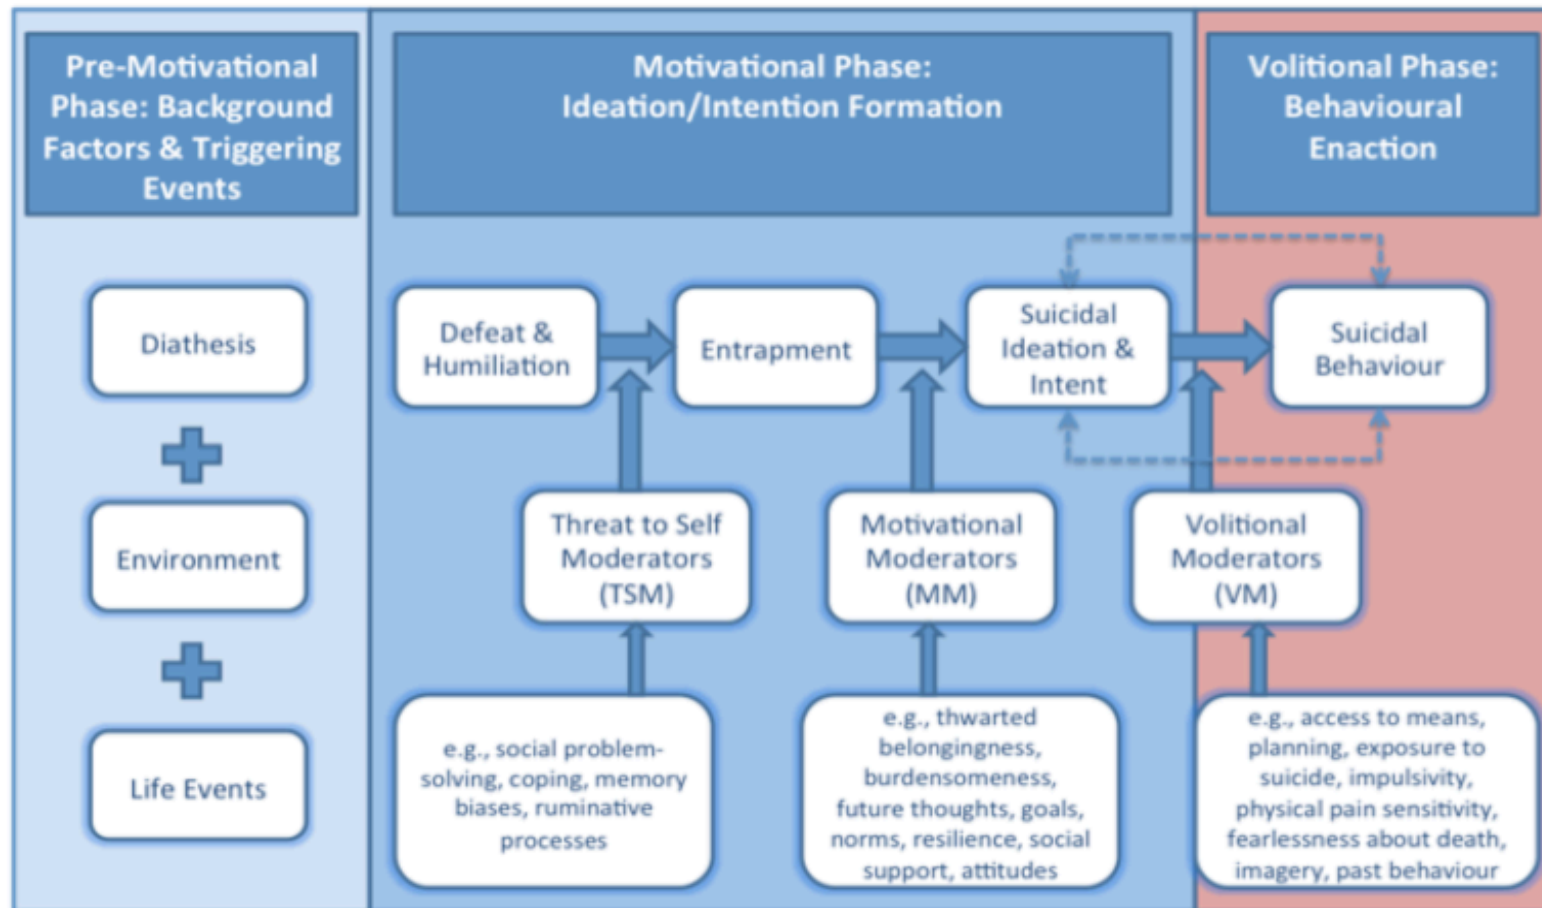 Pre-Motivational
Phase: Background
Factors & Triggering
Events
Motivational Phase:
Ideation/Intention Formation
Volitional Phase:
Behavioural
Enaction
Diathesis
Environment
Life Events
Defeat &
Humiliation
Entrapment
Suicidal
Ideation &
Intent
Suicidal
Behaviour
Threat to Self
Moderators
(TSM)
Motivational
Moderators
(MM)
Volitional
Moderators
(VM)
e.g., social problem-
solving, coping, memory
biases, ruminative
processes
e.g., thwarted
belongingness,
burdensomeness,
future thoughts, goals,
norms, resilience, social
support, attitudes
e.g., access to means,
planning, exposure to
suicide, impulsivity,
physical pain sensitivity,
fearlessness about death,
imagery, past behaviour